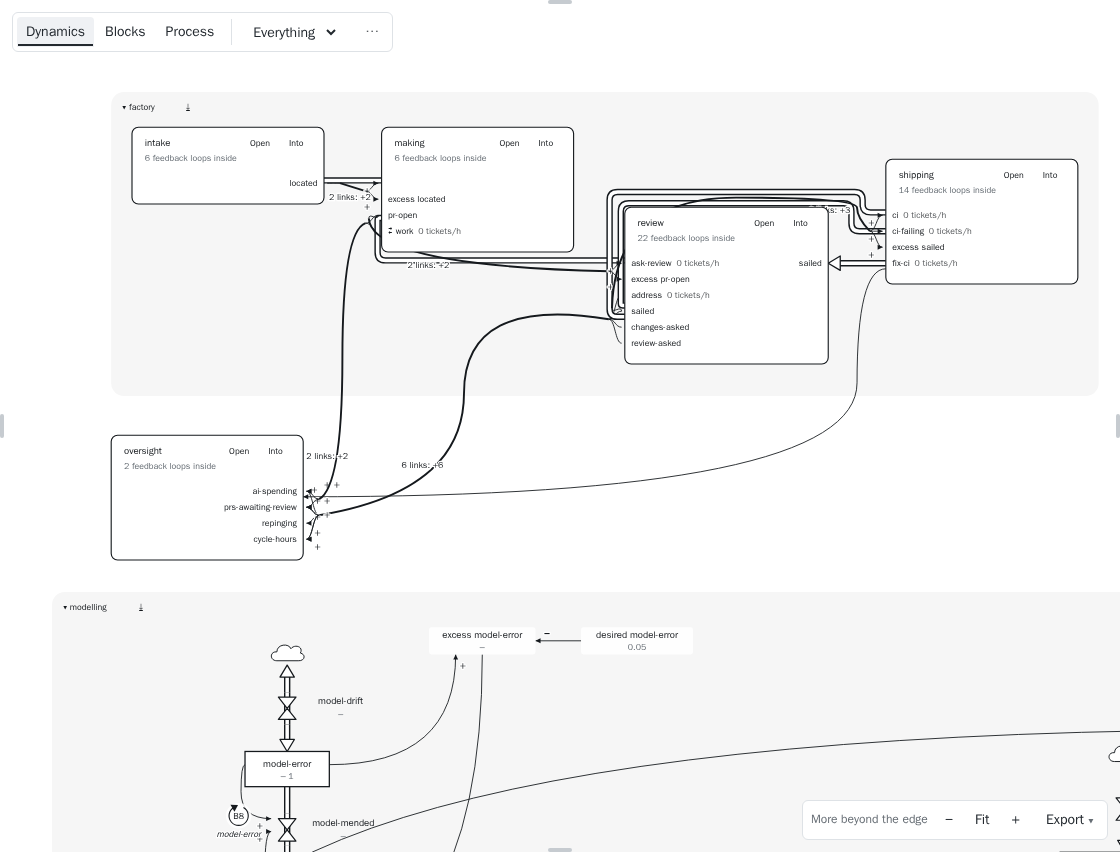 Dynamics Blocks Process Everything ...
factory
intake Open Into
6 feedback loops inside
located
making Open Into
6 feedback loops inside
excess located
pr-open
work 0 tickets/h
2 links: +2
2 links: +2
review Open Into
22 feedback loops inside
ask-review 0 tickets/h sailed
excess pr-open
address 0 tickets/h
sailed
changes-asked
review-asked
ks: +3
shipping Open Into
14 feedback loops inside
ci 0 tickets/h
ci-failing 0 tickets/h
excess sailed
fix-ci 0 tickets/h
oversight Open Into
2 feedback loops inside
ai-spending
prs-awaiting-review
repinging
cycle-hours
2 links: +2
6 links: +6
modelling
excess model-error
–
desired model-error
0.05
model-drift
–
model-error
– 1
B8
model-error
model-mended
–
More beyond the edge − Fit + Export